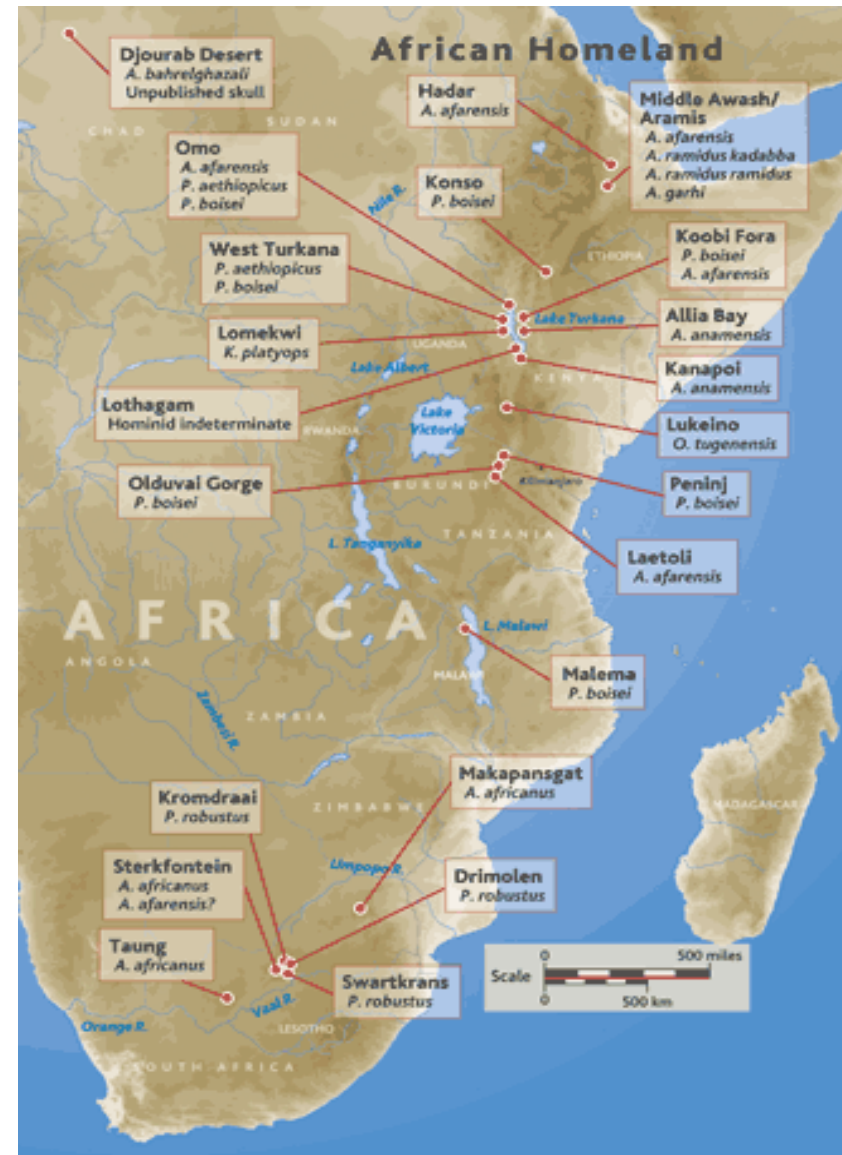 African Homeland
Djourab Desert
A. bahrelghazali
Unpublished skull
Hadar
A. afarensis
Middle Awash/
Aramis
A. afarensis
A. ramidus kadabba
A. ramidus ramidus
A. garhi
CHAD
SUDAN
Omo
A. afarensis
P. aethiopicus
P. boisei
Nile R.
Konso
P. boisei
ETHIOPIA
Koobi Fora
P. boisei
A. afarensis
West Turkana
P. aethiopicus
P. boisei
Lake Turkana
Allia Bay
A. anamensis
Lomekwi
K. platyops
UGANDA
Lake Albert
KENYA
Kanapoi
A. anamensis
Lothagam
Hominid indeterminate
RWANDA
Lake
Victoria
Lukeino
O. tugenensis
Olduvai Gorge
P. boisei
BURUNDI
Kilimanjaro
Peninj
P. boisei
TANZANIA
L. Tanganyika
Laetoli
A. afarensis
AFRICA
L. Malawi
ANGOLA
MALAWI
Malema
P. boisei
Zambesi R.
ZAMBIA
Makapansgat
A. africanus
Kromdraai
P. robustus
ZIMBABWE
MADAGASCAR
Sterkfontein
A. africanus
A. afarensis?
Limpopo R.
Drimolen
P. robustus
Taung
A. africanus
Swartkrans
P. robustus
Scale
0
500 miles
0
500 km
Vaal R.
Orange R.
LESOTHO
SOUTH AFRICA